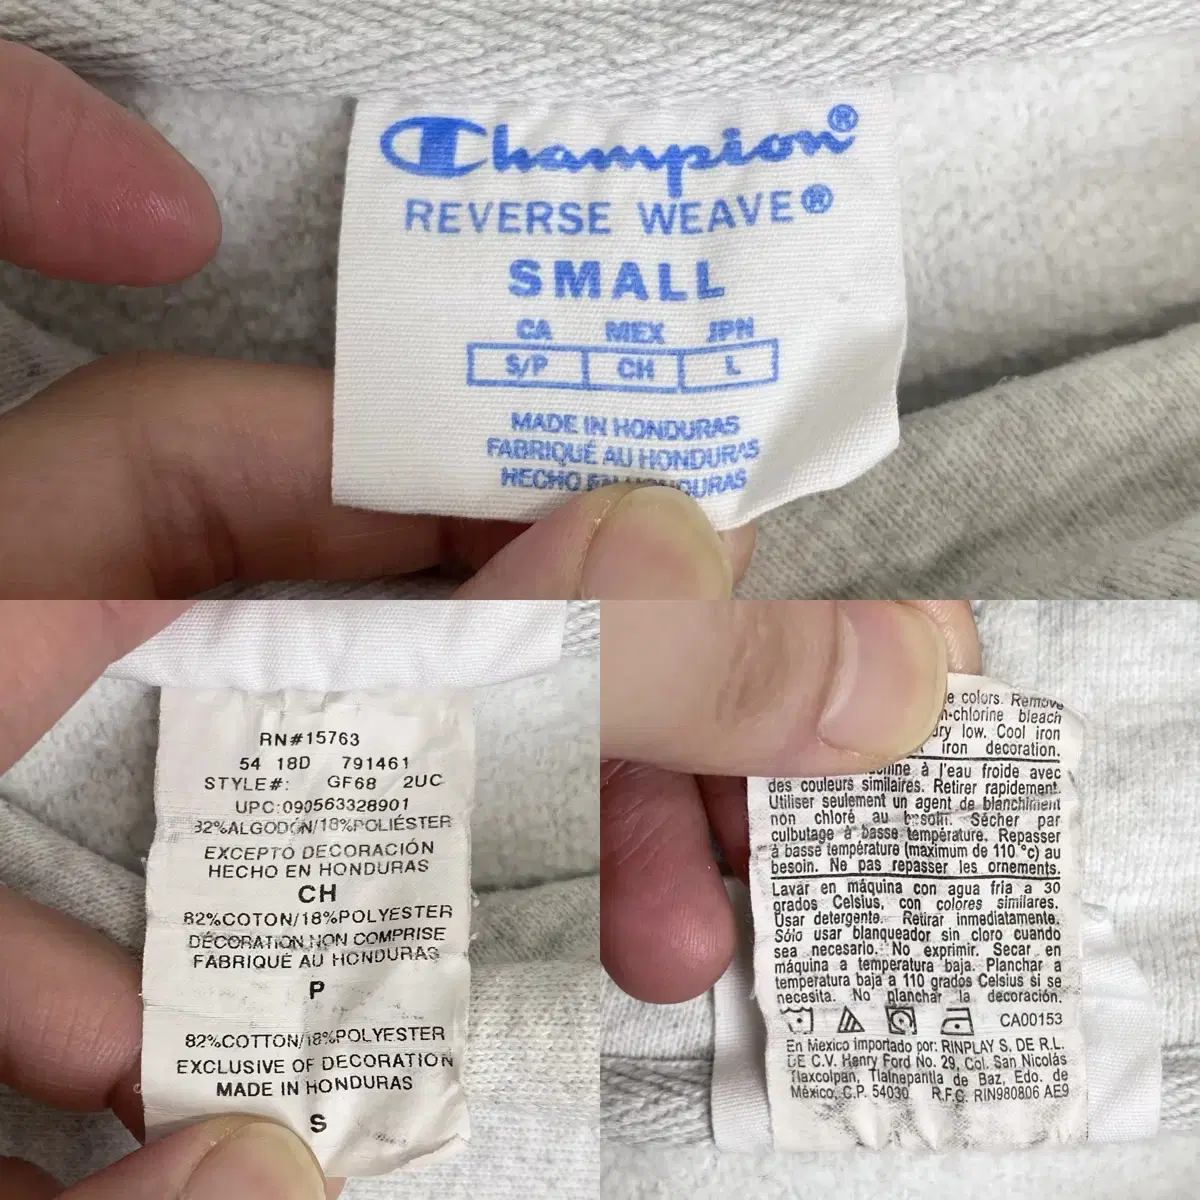 Champion®
REVERSE WEAVE®
SMALL
CA MEX JPN
S/P CH L
MADE IN HONDURAS
FABRIQUÉ AU HONDURAS
HECHO EN HONDURAS
RN#15763
54 18D 791461
STYLE#: GF68 2UC
UPC:090563328901
82%ALGODÓN/18%POLIÉSTER
EXCEPTO DECORACIÓN
HECHO EN HONDURAS
CH
82%COTON/18%POLYESTER
DÉCORATION NON COMPRISE
FABRIQUÉ AU HONDURAS
P
82%COTTON/18%POLYESTER
EXCLUSIVE OF DECORATION
MADE IN HONDURAS
S
colors. Remove
chlorine bleach
dry low. Cool iron
iron decoration.
à l'eau froide avec
des couleurs similaires. Retirer rapidement.
Utiliser seulement un agent de blanchiment
non chloré au besoin. Sécher par
culbutage à basse température. Repasser
à basse température (maximum de 110 °c) au
besoin. Ne pas repasser les ornements.
Lavar en máquina con agua fria a 30
grados Celsius, con colores similares.
Usar detergente. Retirar inmediatamente.
Sólo usar blanqueador sin cloro cuando
sea necesario. No exprimir. Secar en
máquina a temperatura baja. Planchar a
temperatura baja a 110 grados Celsius si se
necesita. No planchar la decoración.
CA00153
En Mexico importado por: RINPLAY S. DE R.L.
DE C.V. Henry Ford No. 29, Col. San Nicolás
Tlaxcolpan, Tlalnepantla de Baz, Edo. de
México, C.P. 54030 R.F.C. RIN980806 AE9